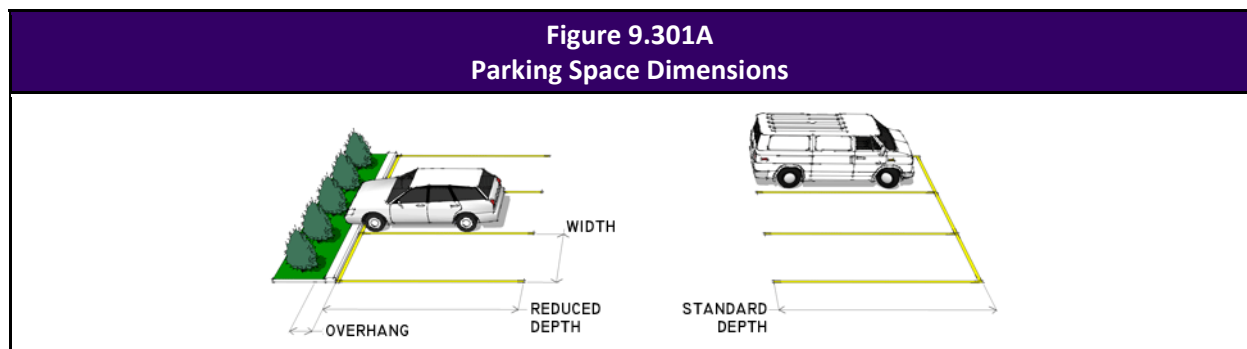 Figure 9.301A
Parking Space Dimensions
WIDTH
REDUCED
DEPTH
OVERHANG
STANDARD
DEPTH